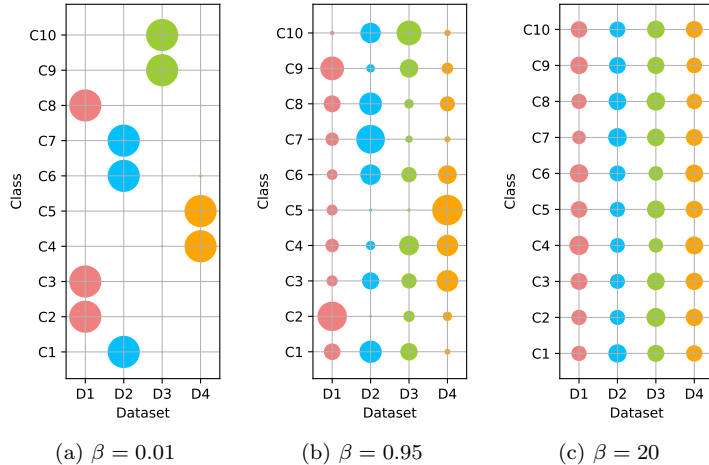 C10
C9
C8
C7
C6
C5
C4
C3
C2
C1
Class
D1 D2 D3 D4
Dataset
(a) β = 0.01
C10
C9
C8
C7
C6
C5
C4
C3
C2
C1
Class
D1 D2 D3 D4
Dataset
(b) β = 0.95
C10
C9
C8
C7
C6
C5
C4
C3
C2
C1
Class
D1 D2 D3 D4
Dataset
(c) β = 20